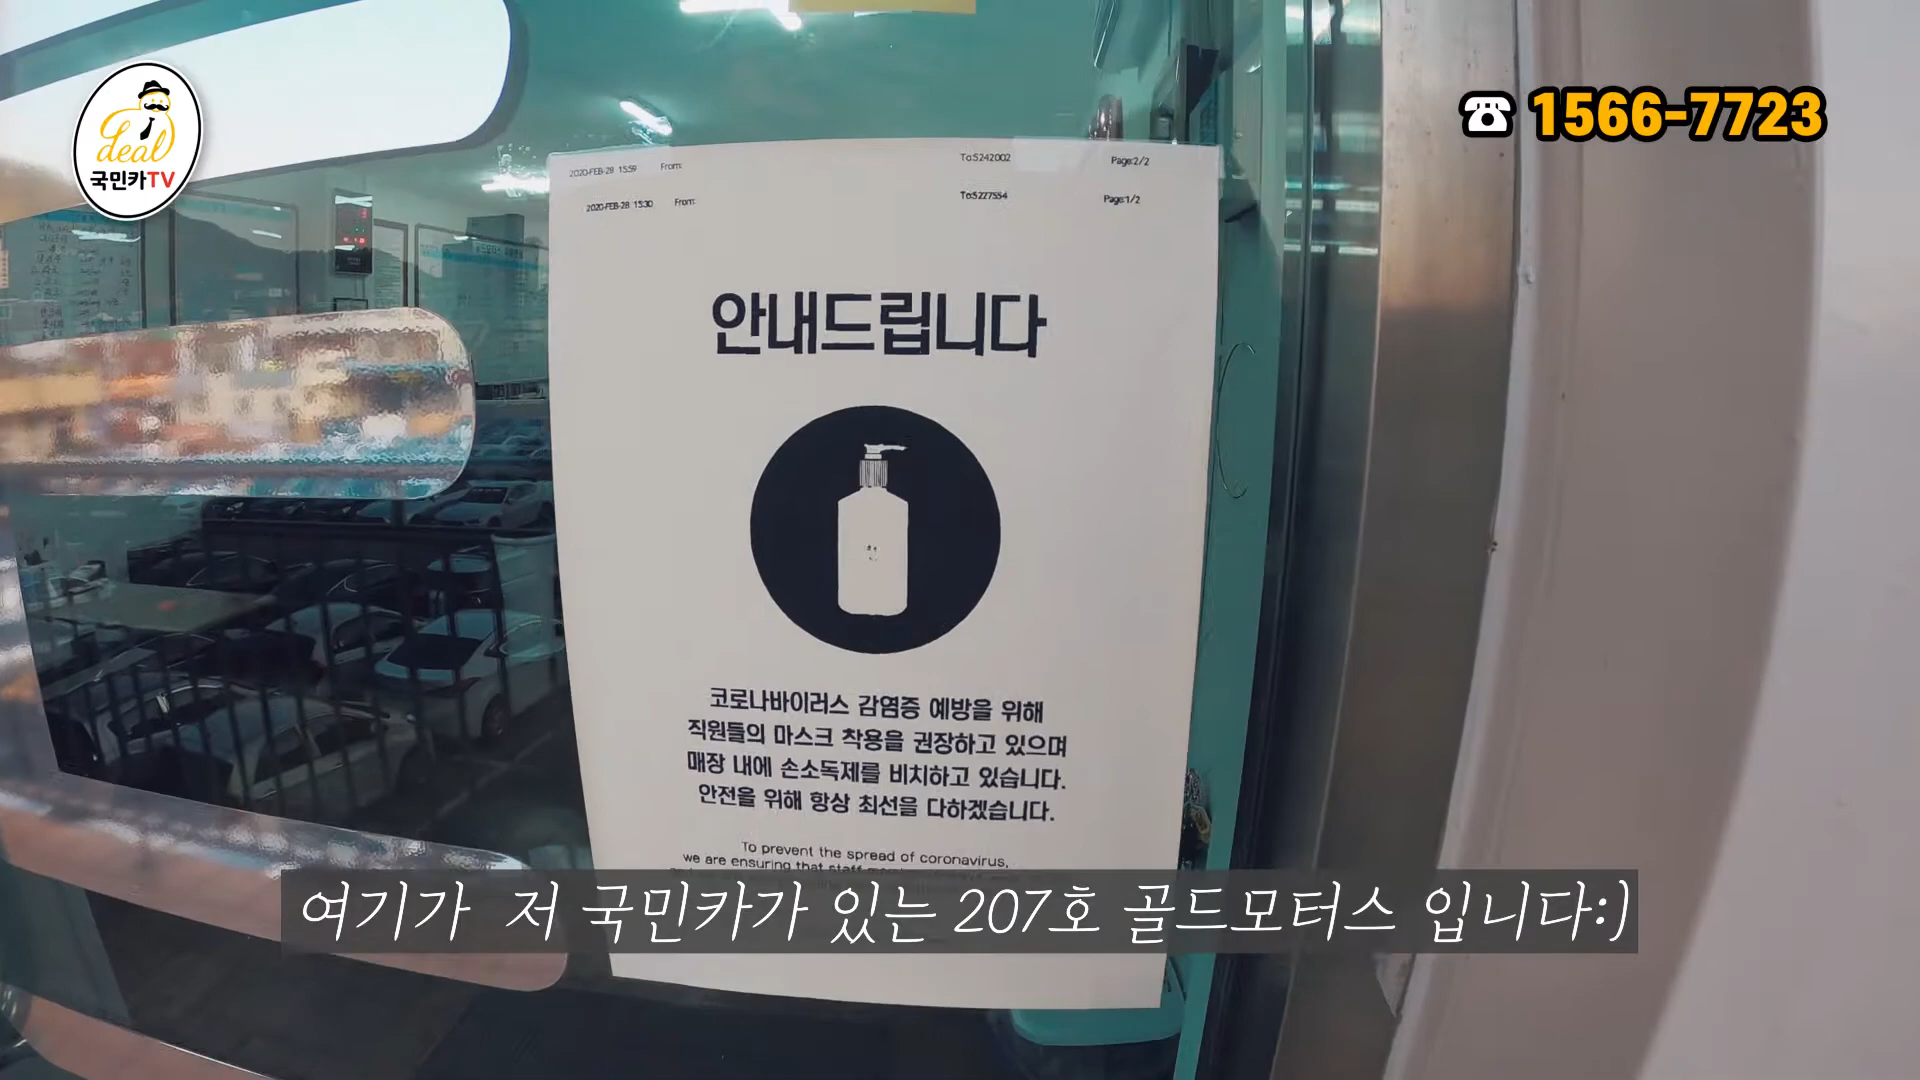 deal
국민카TV
☎ 1566-7723
2020-FEB-28 15:59 From: To:5242002 Page:2/2
2020-FEB-28 15:30 From: To:5227554 Page:1/2
안내드립니다
코로나바이러스 감염증 예방을 위해
직원들의 마스크 착용을 권장하고 있으며
매장 내에 손소독제를 비치하고 있습니다.
안전을 위해 항상 최선을 다하겠습니다.
To prevent the spread of coronavirus,
we are ensuring that staff
여기가 저 국민카가 있는 207호 골드모터스 입니다:)